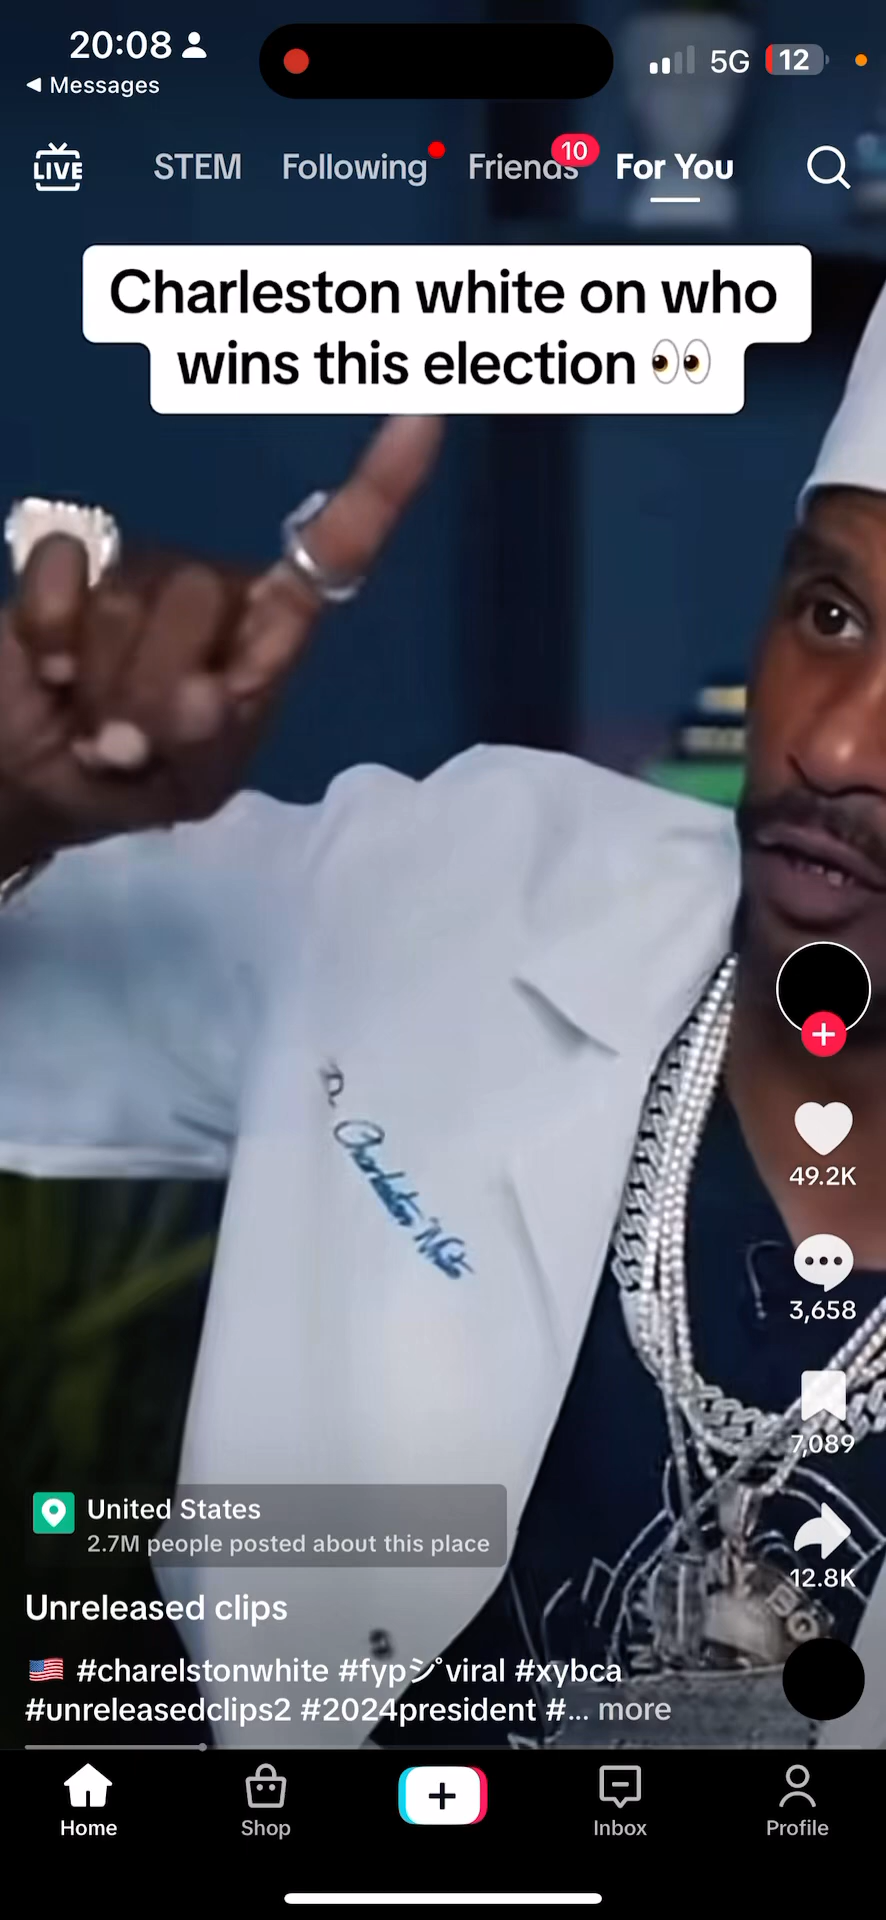 20:08
5G
12
Messages
LIVE
STEM
Following
Friends
10
For You
Charleston white on who
wins this election 👀
49.2K
3,658
7,089
12.8K
United States
2.7M people posted about this place
Unreleased clips
🇺🇸 #charelstonwhite #fypシ゚viral #xybca
#unreleasedclips2 #2024president #... more
Home
Shop
Inbox
Profile